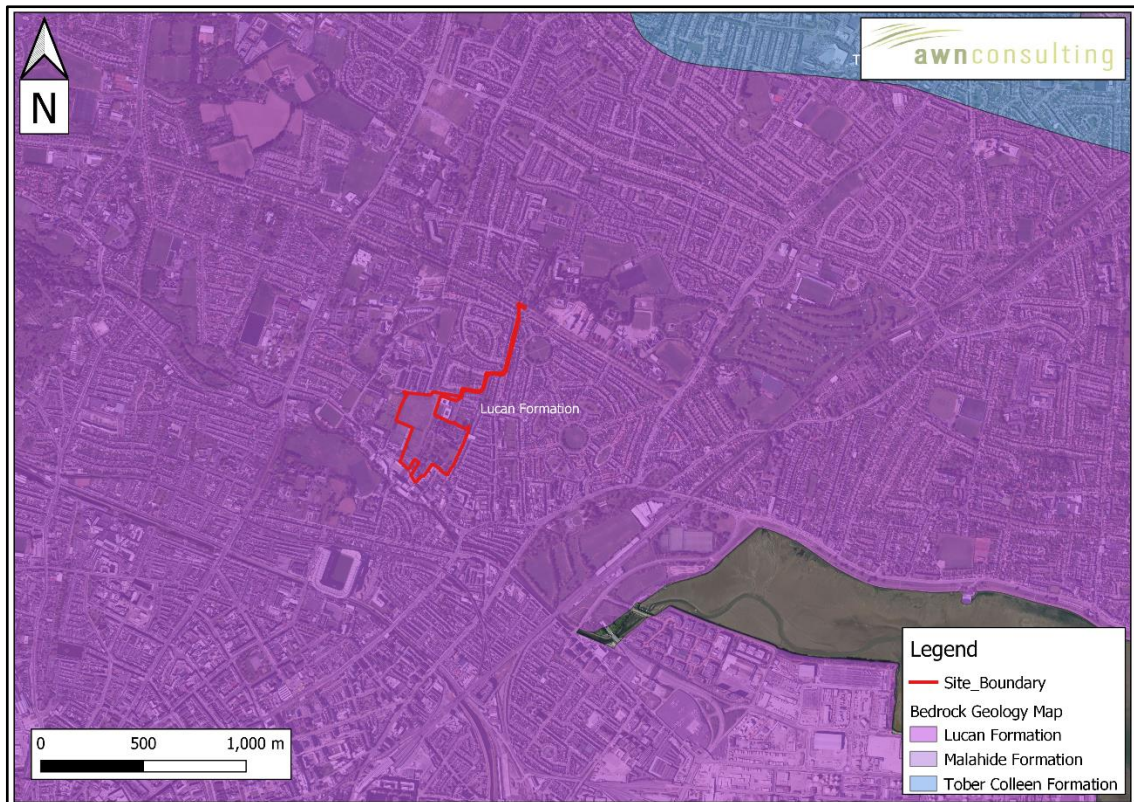 N
T
awnconsulting
Lucan Formation
Legend
Site_Boundary
Bedrock Geology Map
Lucan Formation
Malahide Formation
Tober Colleen Formation
0 500 1,000 m